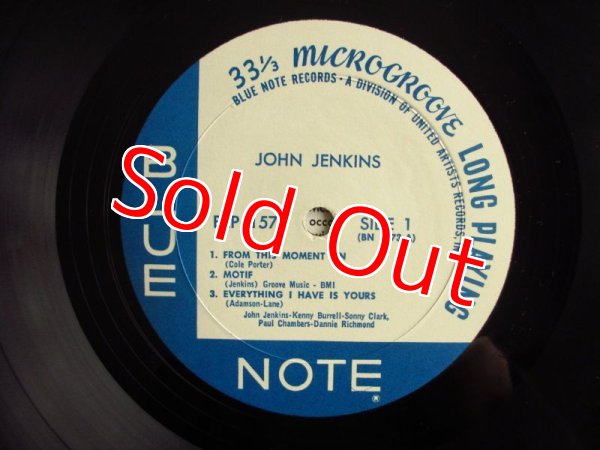 33 1/3 MICROGROOVE LONG PLAYING
BLUE NOTE RECORDS · A DIVISION OF UNITED ARTISTS RECORDS,
JOHN JENKINS
SIDE 1
1. FROM THIS MOMENT ON
(Cole Porter)
2. MOTIF
(Jenkins) Groove Music - BMI
3. EVERYTHING I HAVE IS YOURS
(Adamson-Lane)
John Jenkins-Kenny Burrell-Sonny Clark,
Paul Chambers-Dannie Richmond
BLUE
NOTE®
Sold Out